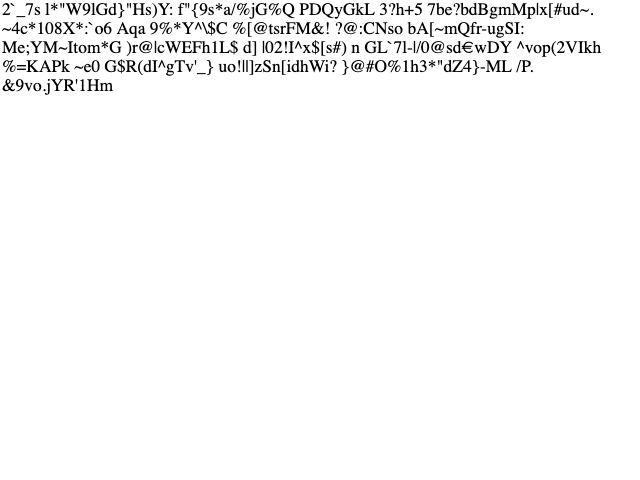 2`_7s l*"W9lGd}"Hs)Y: f"{9s*a/%jG%Q PDQyGkL 3?h+5 7be?bdBgmMp|x[#ud~.
~4c*108X*:`o6 Aqa 9%*Y^\$C %[@tsrFM&! ?@:CNso bA[~mQfr-ugSI:
Me;YM~Itom*G )r@|cWEFh1L$ d] |02!I^x$[s#) n GL`7l-|/0@sd€wDY ^vop(2VIkh
%=KAPk ~e0 G$R(dI^gTv'_} uo!||]zSn[idhWi? }@#O%1h3*"dZ4}-ML /P.
&9vo.jYR'1Hm